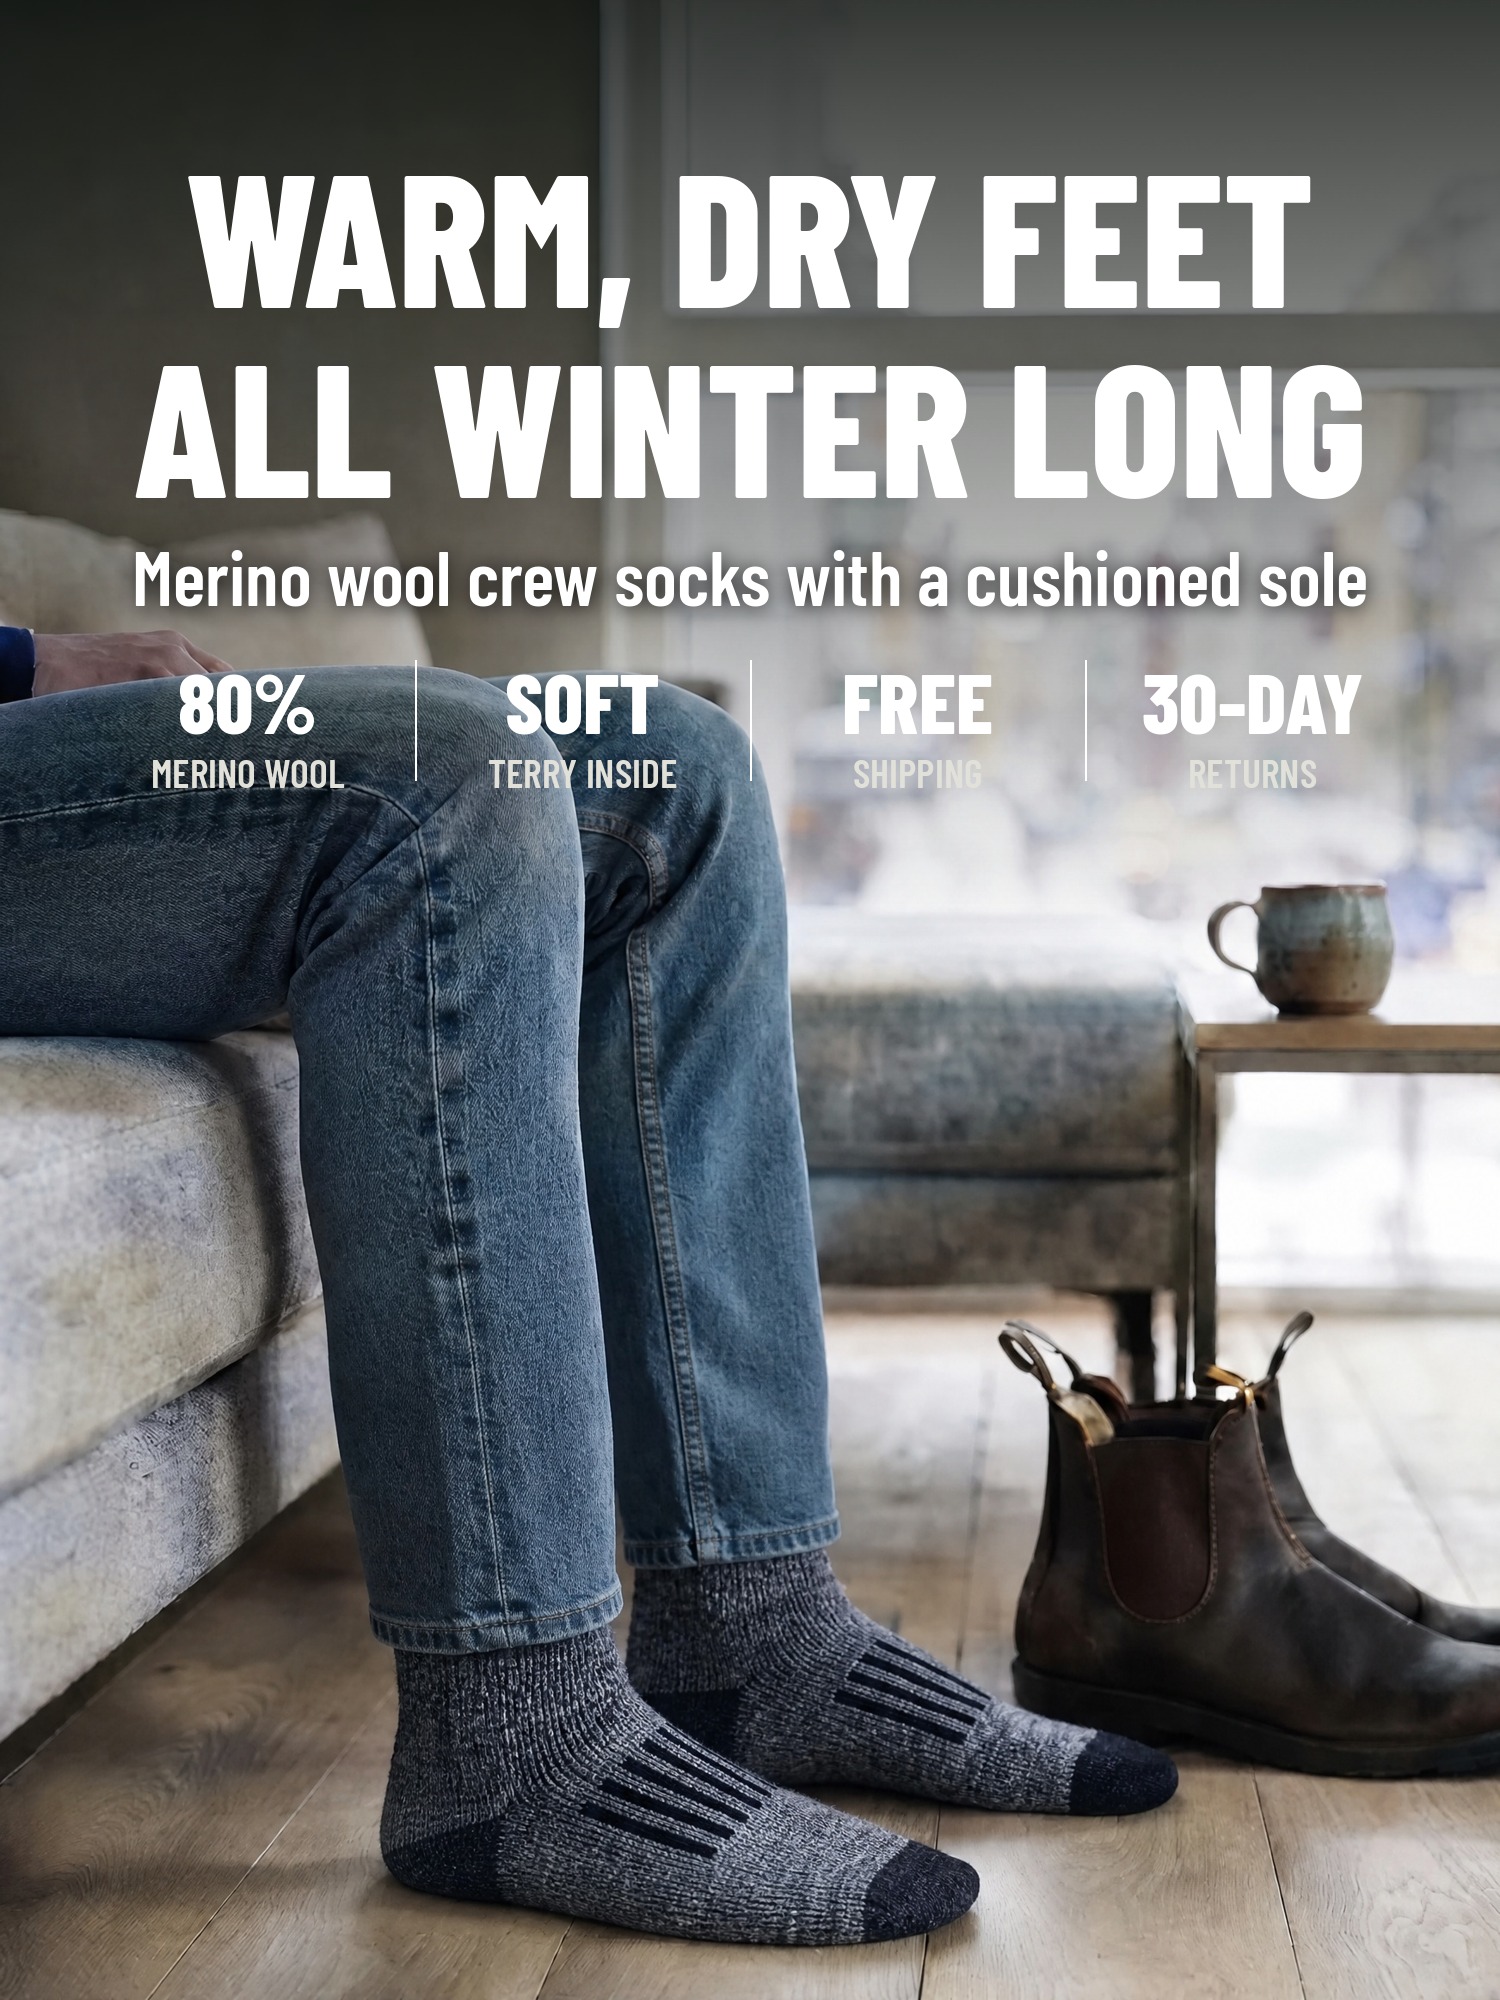 WARM, DRY FEET
ALL WINTER LONG
Merino wool crew socks with a cushioned sole
80%
MERINO WOOL
SOFT
TERRY INSIDE
FREE
SHIPPING
30-DAY
RETURNS